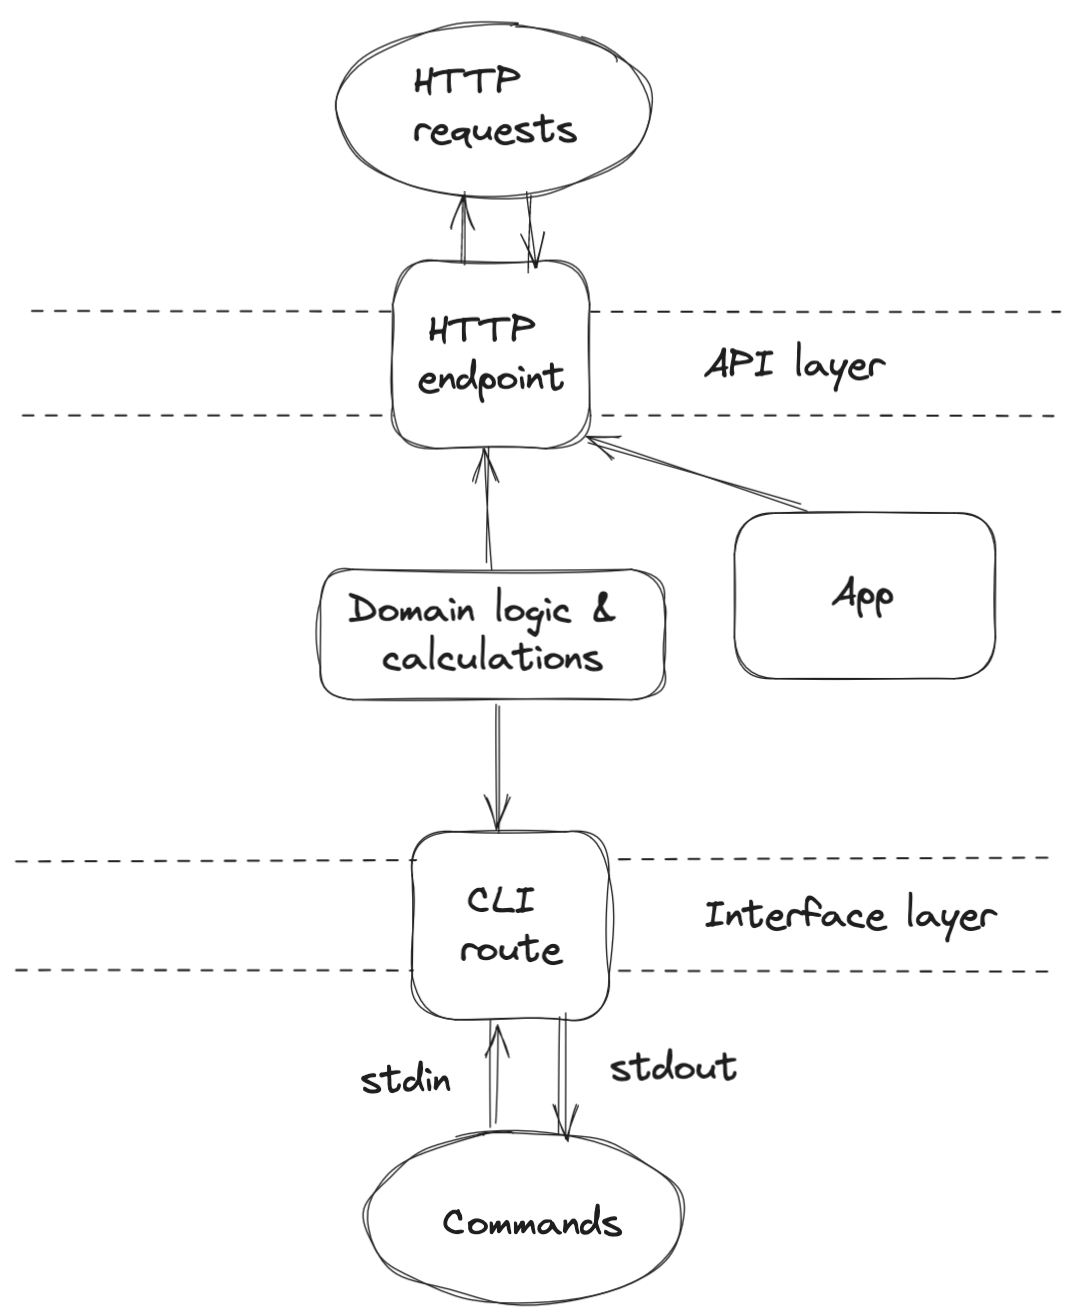 HTTP
requests
HTTP
endpoint
API layer
App
Domain logic &
calculations
CLI
route
Interface layer
stdin
stdout
Commands